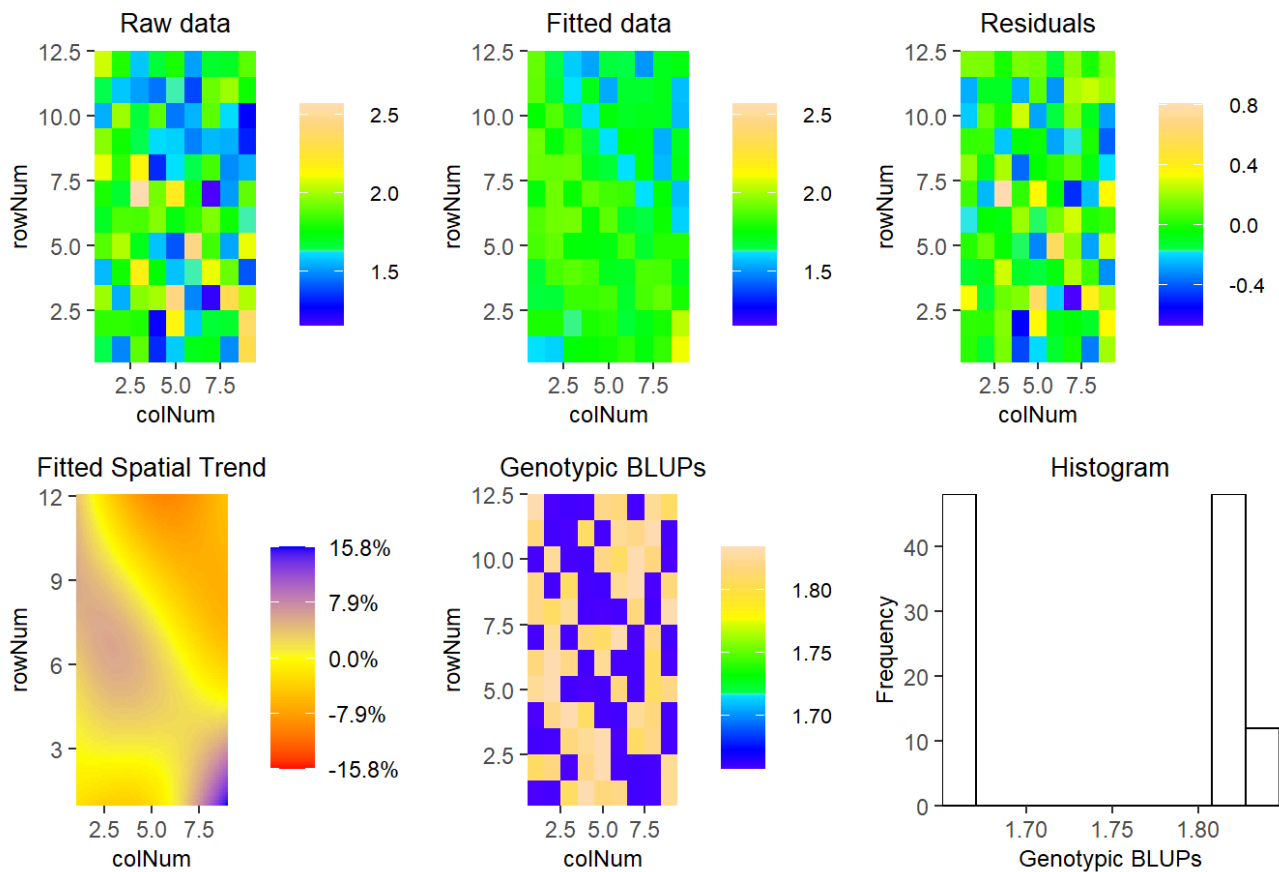 Raw data
12.5
10.0
7.5
5.0
2.5
rowNum
2.5 5.0 7.5
colNum
2.5
2.0
1.5
Fitted data
12.5
10.0
7.5
5.0
2.5
rowNum
2.5 5.0 7.5
colNum
2.5
2.0
1.5
Residuals
12.5
10.0
7.5
5.0
2.5
rowNum
2.5 5.0 7.5
colNum
0.8
0.4
0.0
-0.4
Fitted Spatial Trend
12
9
6
3
rowNum
2.5 5.0 7.5
colNum
15.8%
7.9%
0.0%
-7.9%
-15.8%
Genotypic BLUPs
12.5
10.0
7.5
5.0
2.5
rowNum
2.5 5.0 7.5
colNum
1.80
1.75
1.70
Histogram
40
30
20
10
0
Frequency
1.70 1.75 1.80
Genotypic BLUPs